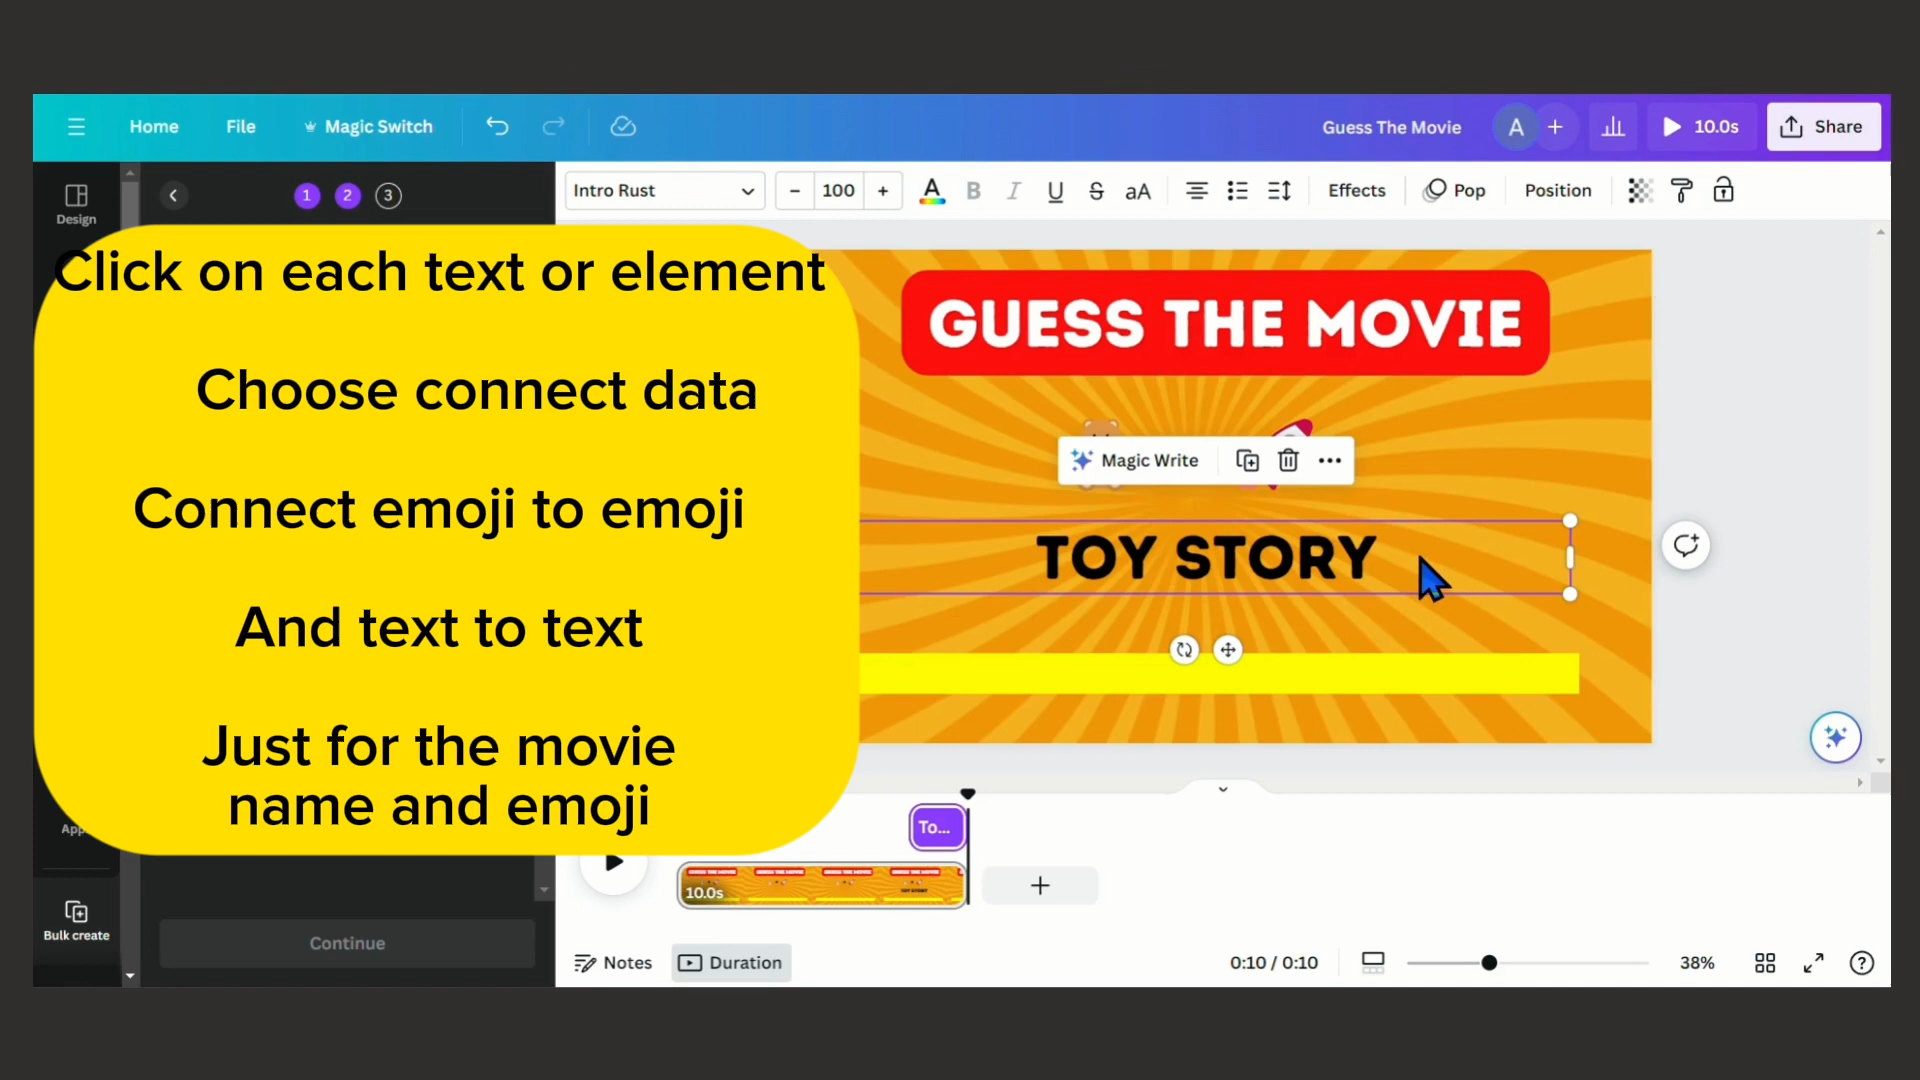 Home File Magic Switch Guess The Movie A 10.0s Share
Design 1 2 3 Intro Rust - 100 + A B I U S aA Effects Pop Position
Click on each text or element
Choose connect data
Connect emoji to emoji
And text to text
Just for the movie
name and emoji
GUESS THE MOVIE
Magic Write
TOY STORY
App
To...
10.0s
Bulk create
Continue
Notes Duration 0:10 / 0:10 38%